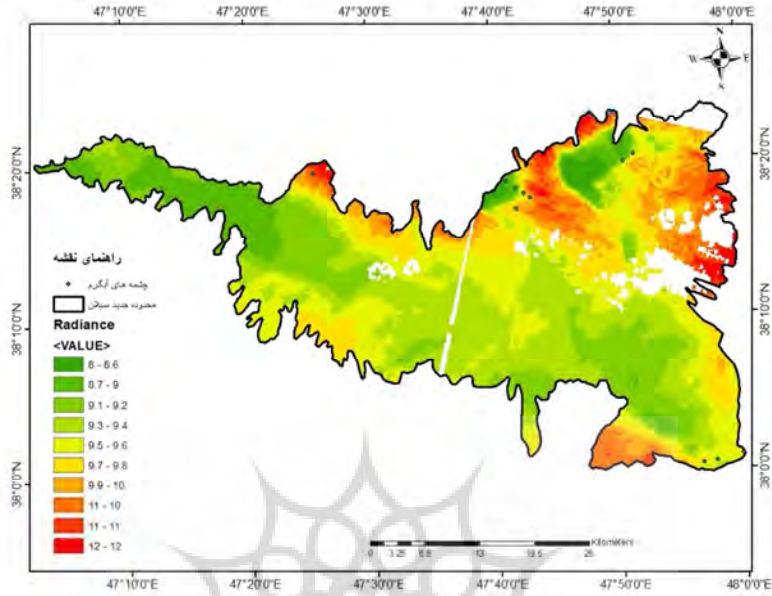 47°10'0"E 47°20'0"E 47°30'0"E 47°40'0"E 47°50'0"E 48°0'0"E
N
W E
S
38°20'0"N 38°20'0"N
38°10'0"N 38°10'0"N
38°0'0"N 38°0'0"N
راهنمای نقشه
چشمه های آبگرم
محدوده جدید سبلان
Radiance
<VALUE>
8 - 8.6
8.7 - 9
9.1 - 9.2
9.3 - 9.4
9.5 - 9.6
9.7 - 9.8
9.9 - 10
11 - 10
11 - 11
12 - 12
Kilometers
0 3.25 6.5 13 19.5 26
47°10'0"E 47°20'0"E 47°30'0"E 47°40'0"E 47°50'0"E 48°0'0"E